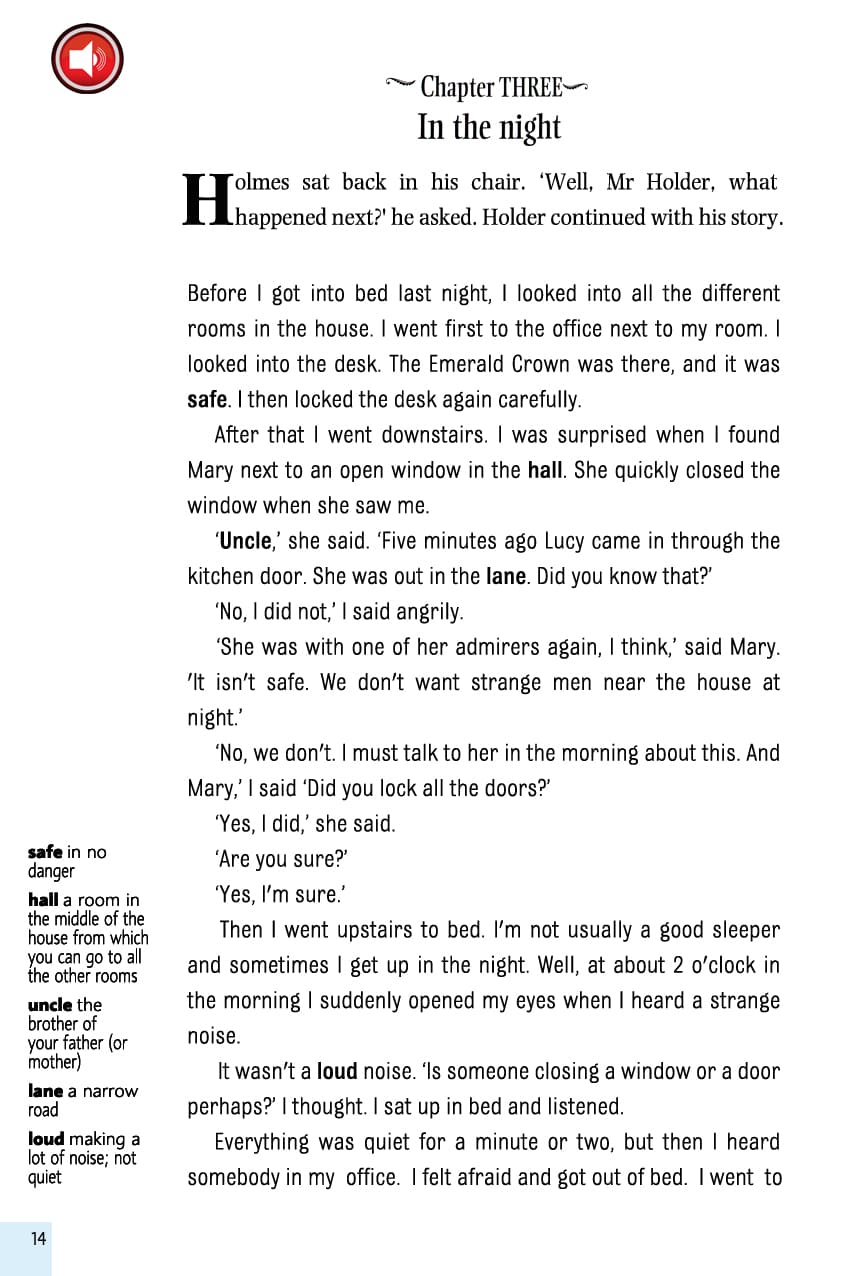 Chapter THREE
In the night
Holmes sat back in his chair. ‘Well, Mr Holder, what
happened next?' he asked. Holder continued with his story.
Before I got into bed last night, I looked into all the different
rooms in the house. I went first to the office next to my room. I
looked into the desk. The Emerald Crown was there, and it was
safe. I then locked the desk again carefully.
After that I went downstairs. I was surprised when I found
Mary next to an open window in the hall. She quickly closed the
window when she saw me.
‘Uncle,’ she said. ‘Five minutes ago Lucy came in through the
kitchen door. She was out in the lane. Did you know that?’
‘No, I did not,’ I said angrily.
‘She was with one of her admirers again, I think,’ said Mary.
'It isn't safe. We don't want strange men near the house at
night.’
‘No, we don't. I must talk to her in the morning about this. And
Mary,’ I said ‘Did you lock all the doors?’
‘Yes, I did,’ she said.
‘Are you sure?’
‘Yes, I'm sure.’
Then I went upstairs to bed. I'm not usually a good sleeper
and sometimes I get up in the night. Well, at about 2 o'clock in
the morning I suddenly opened my eyes when I heard a strange
noise.
It wasn't a loud noise. ‘Is someone closing a window or a door
perhaps?’ I thought. I sat up in bed and listened.
Everything was quiet for a minute or two, but then I heard
somebody in my office. I felt afraid and got out of bed. I went to
safe in no
danger
hall a room in
the middle of the
house from which
you can go to all
the other rooms
uncle the
brother of
your father (or
mother)
lane a narrow
road
loud making a
lot of noise; not
quiet
14